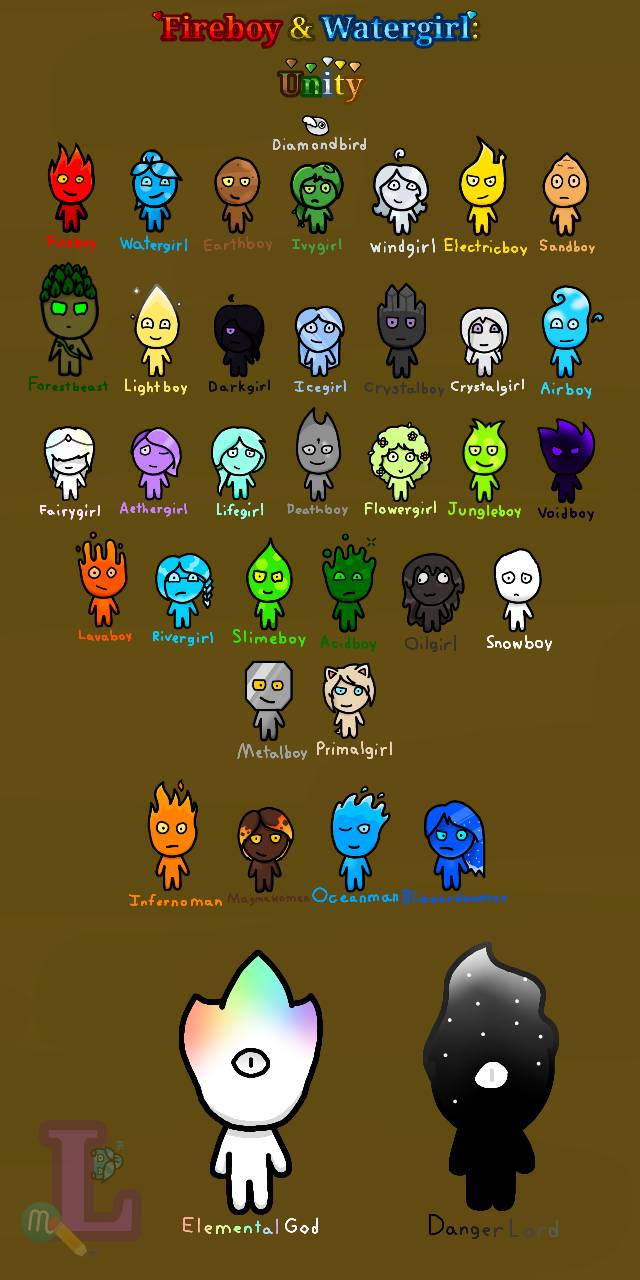 Fireboy & Watergirl:
Unity
Diamondbird
Fireboy Watergirl Earthboy Ivygirl Windgirl Electricboy Sandboy
Forestbeast Lightboy Darkgirl Icegirl Crystalboy Crystalgirl Airboy
Fairygirl Aethergirl Lifegirl Deathboy Flowergirl Jungleboy Voidboy
Lavaboy Rivergirl Slimeboy Acidboy Oilgirl Snowboy
Metalboy Primalgirl
Infernoman Magmawomen Oceanman
Elemental God Danger Lord
L
m